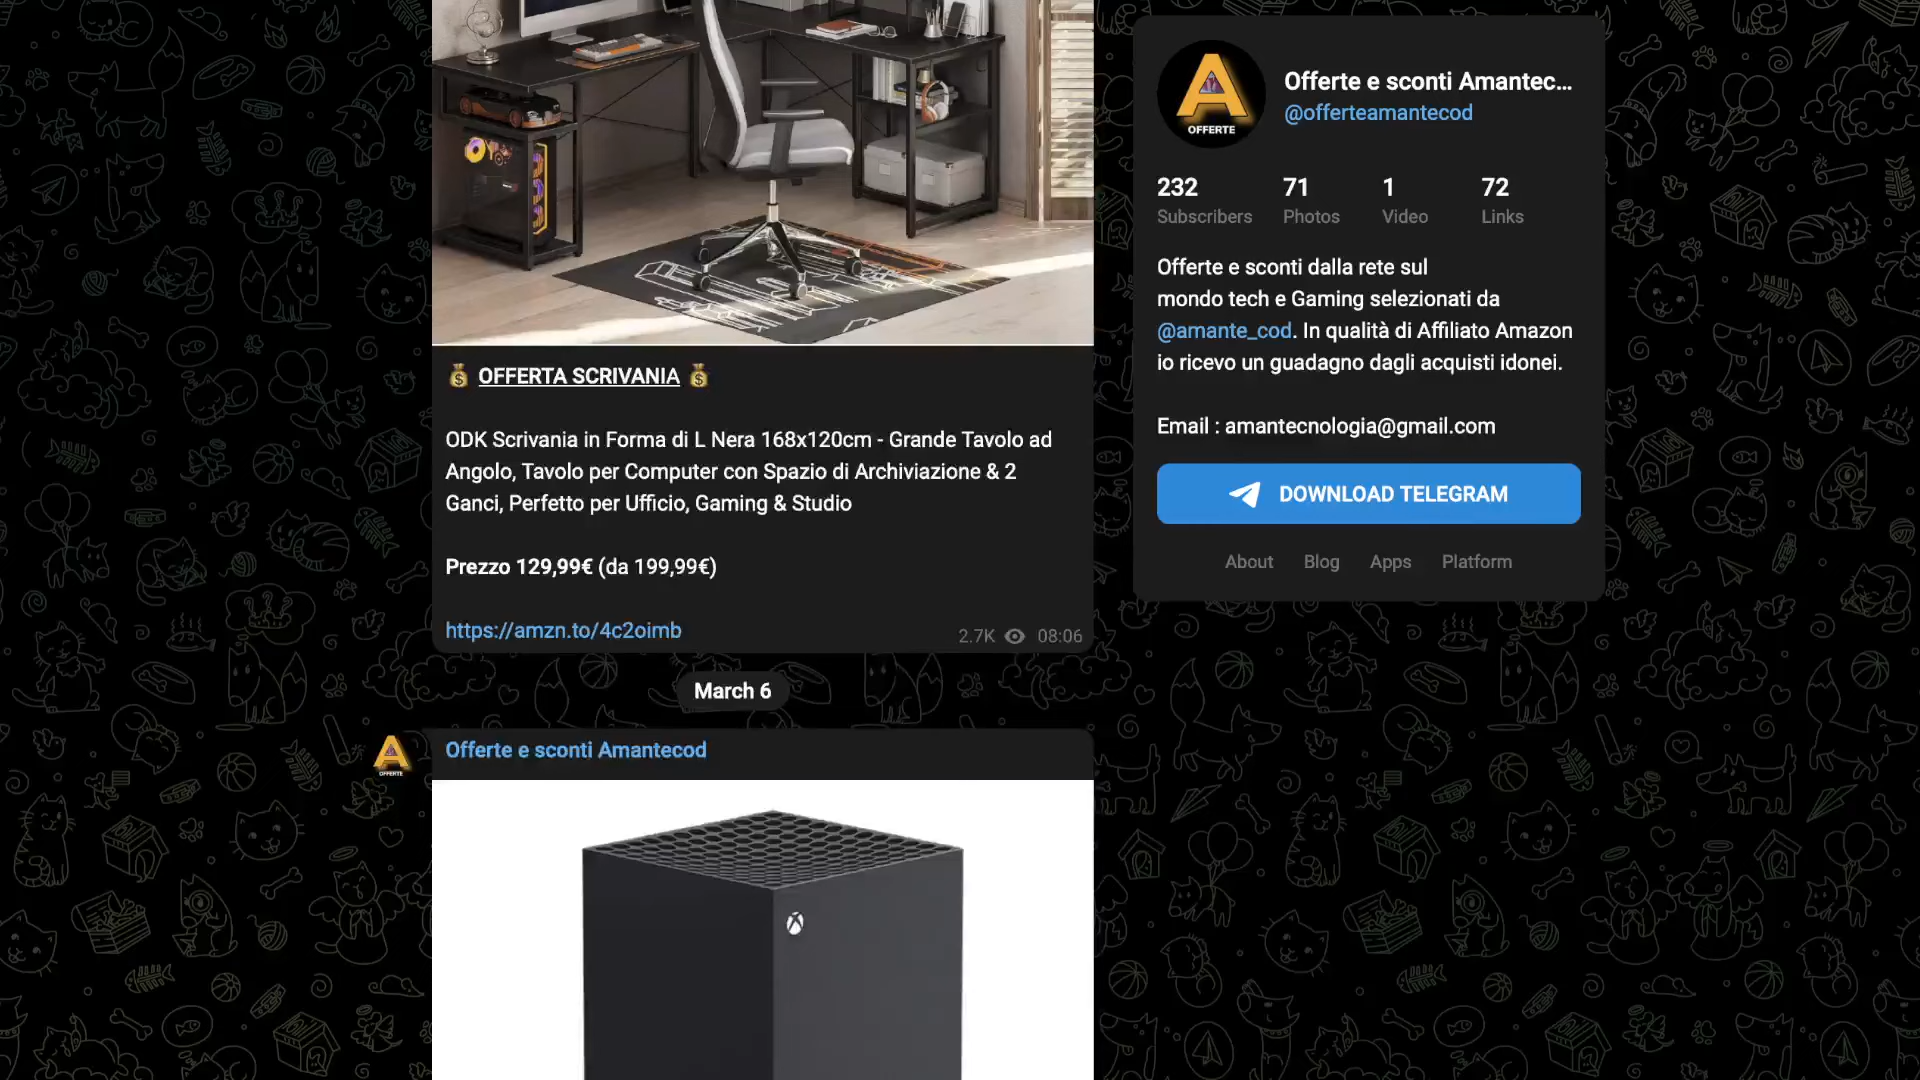 💰 OFFERTA SCRIVANIA 💰
ODK Scrivania in Forma di L Nera 168x120cm - Grande Tavolo ad
Angolo, Tavolo per Computer con Spazio di Archiviazione & 2
Ganci, Perfetto per Ufficio, Gaming & Studio
Prezzo 129,99€ (da 199,99€)
https://amzn.to/4c2oimb
2.7K 08:06
March 6
Offerte e sconti Amantecod
OFFERTE
OFFERTE
Offerte e sconti Amantec...
@offerteamantecod
232 71 1 72
Subscribers Photos Video Links
Offerte e sconti dalla rete sul
mondo tech e Gaming selezionati da
@amante_cod. In qualità di Affiliato Amazon
io ricevo un guadagno dagli acquisti idonei.
Email : amantecnologia@gmail.com
DOWNLOAD TELEGRAM
About Blog Apps Platform